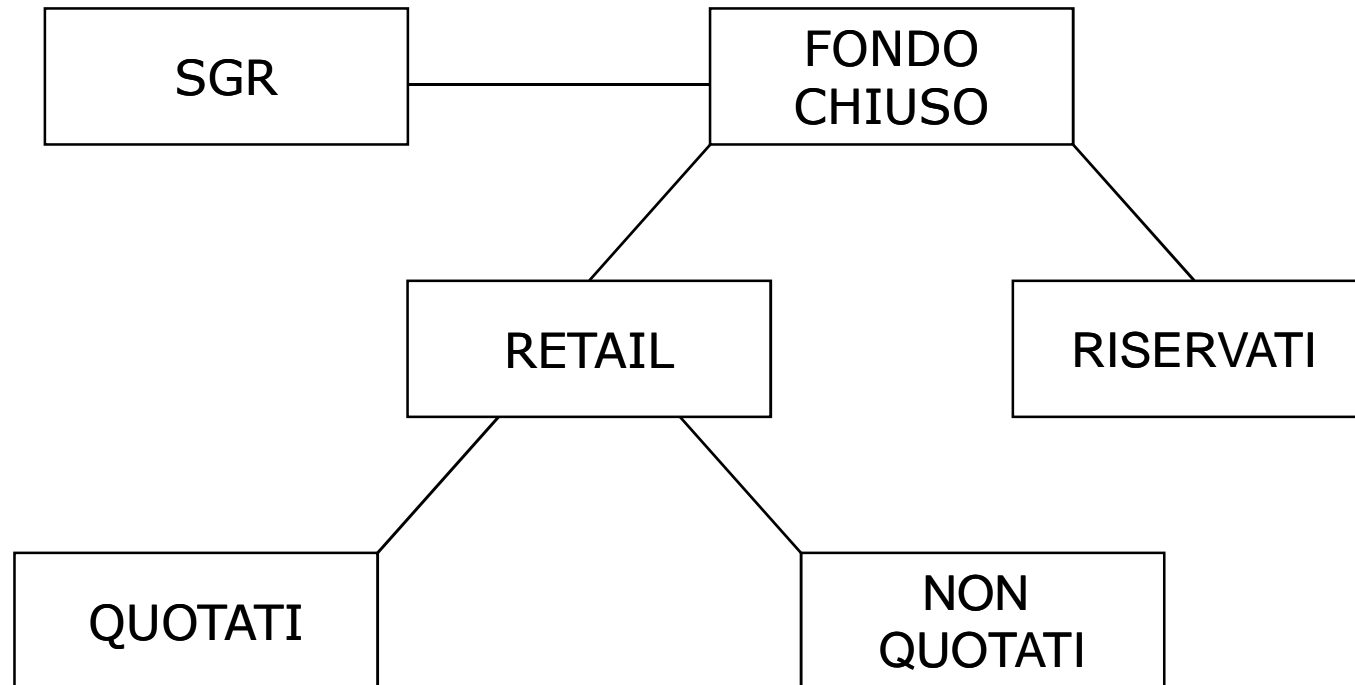 SGR
FONDO
CHIUSO
RETAIL
RISERVATI
QUOTATI
NON
QUOTATI